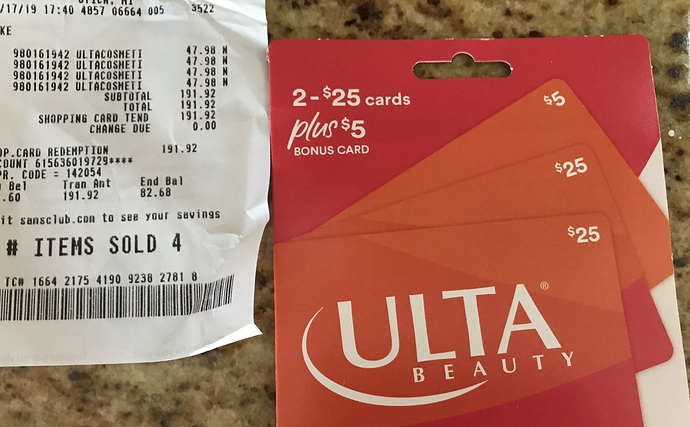 /17/19 17:40 4857 06664 005 3522
KE
980161942 ULTACOSMETI 47.98 N
980161942 ULTACOSMETI 47.98 N
980161942 ULTACOSMETI 47.98 N
980161942 ULTACOSMETI 47.98 N
SUBTOTAL 191.92
TOTAL 191.92
SHOPPING CARD TEND 191.92
CHANGE DUE 0.00
OP.CARD REDEMPTION 191.92
COUNT 615636019729****
PR. CODE = 142054
Bel Tran Amt End Bal
.60 191.92 82.68
it samsclub.com to see your savings
# ITEMS SOLD 4
TC# 1664 2175 4190 9238 2781 8
2-$25 cards
plus $5
BONUS CARD
$5
$25
$25
ULTA®
BEAUTY